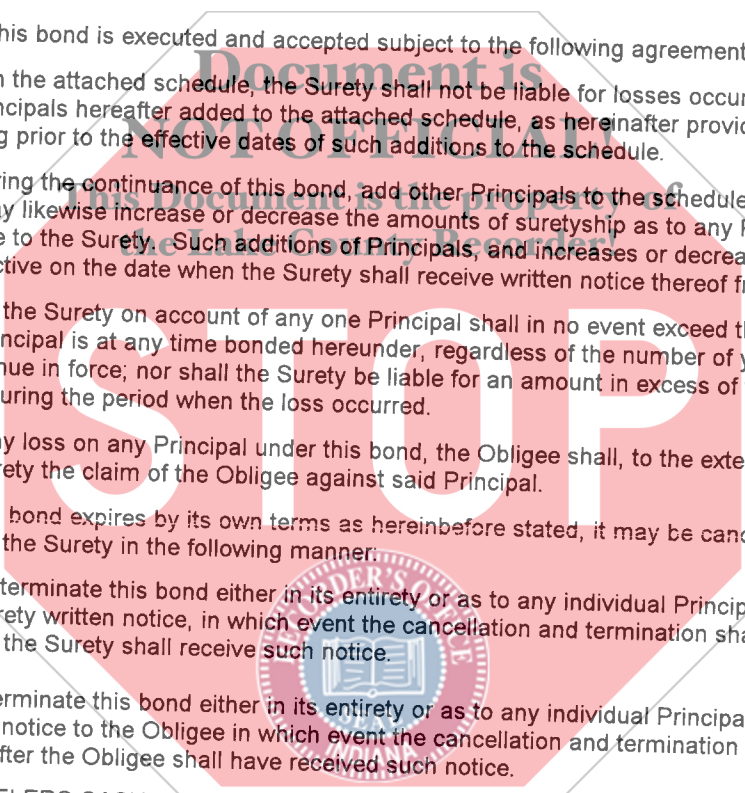 his bond is executed and accepted subject to the following agreement
Document is
n the attached schedule, the Surety shall not be liable for losses occur
ncipals hereafter added to the attached schedule, as hereinafter provid
NOT OFFICIAL!
g prior to the effective dates of such additions to the schedule.
ring the continuance of this bond, add other Principals to the schedule
This Document is the property of
y likewise increase or decrease the amounts of suretyship as to any
e to the Surety. Such additions of Principals, and increases or decrea
the Lake County Recorder!
ctive on the date when the Surety shall receive written notice thereof f
STOP
the Surety on account of any one Principal shall in no event exceed t
ncipal is at any time bonded hereunder, regardless of the number of y
nue in force; nor shall the Surety be liable for an amount in excess of
uring the period when the loss occurred.
y loss on any Principal under this bond, the Obligee shall, to the exte
rety the claim of the Obligee against said Principal.
bond expires by its own terms as hereinbefore stated, it may be canc
the Surety in the following manner:
terminate this bond either in its entirety or as to any individual Princip
rety written notice, in which event the cancellation and termination sha
the Surety shall receive such notice.
RECORDER'S OFFICE
SEAL
INDIANA
erminate this bond either in its entirety or as to any individual Principa
notice to the Obligee in which event the cancellation and termination
fter the Obligee shall have received such notice.